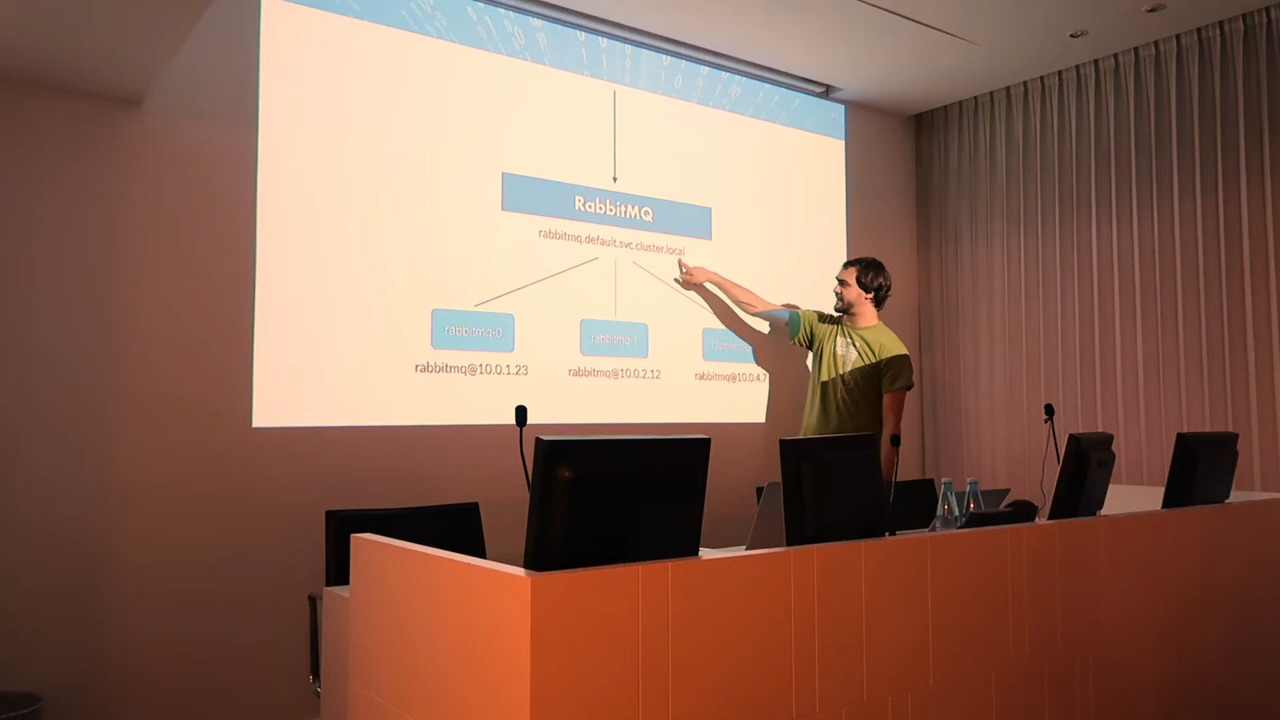 RabbitMQ
rabbitmq.default.svc.cluster.local
rabbitmq-0
rabbitmq-1
rabbitmq@10.0.1.23
rabbitmq@10.0.2.12
rabbitmq@10.0.4.7